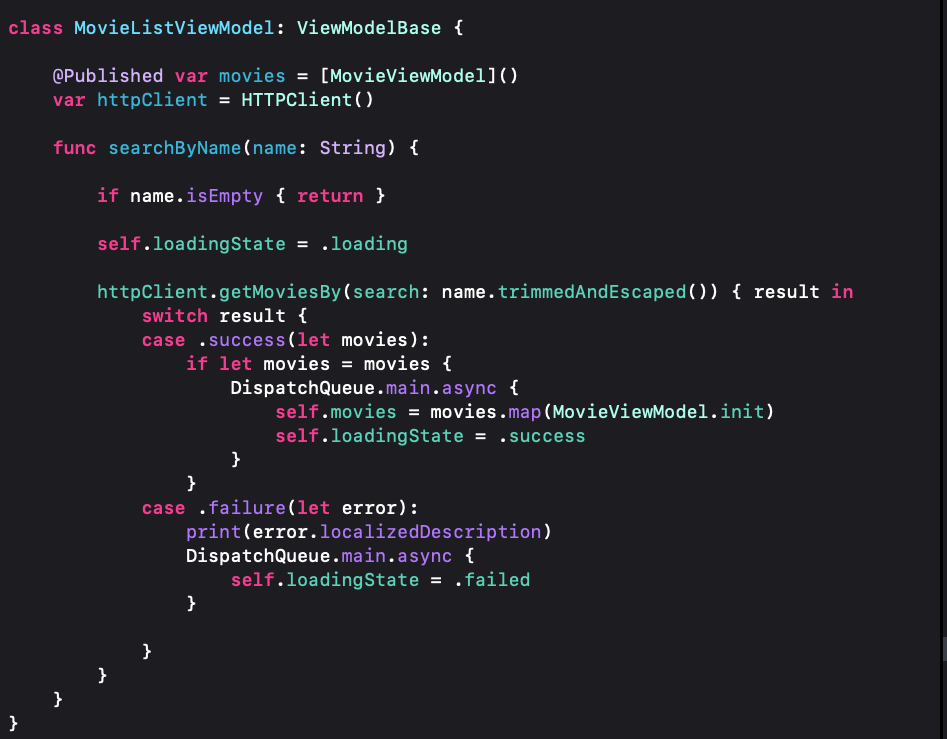 class MovieListViewModel: ViewModelBase {
@Published var movies = [MovieViewModel]()
var httpClient = HTTPClient()
func searchByName(name: String) {
if name.isEmpty { return }
self.loadingState = .loading
httpClient.getMoviesBy(search: name.trimmedAndEscaped()) { result in
switch result {
case .success(let movies):
if let movies = movies {
DispatchQueue.main.async {
self.movies = movies.map(MovieViewModel.init)
self.loadingState = .success
}
}
case .failure(let error):
print(error.localizedDescription)
DispatchQueue.main.async {
self.loadingState = .failed
}
}
}
}
}